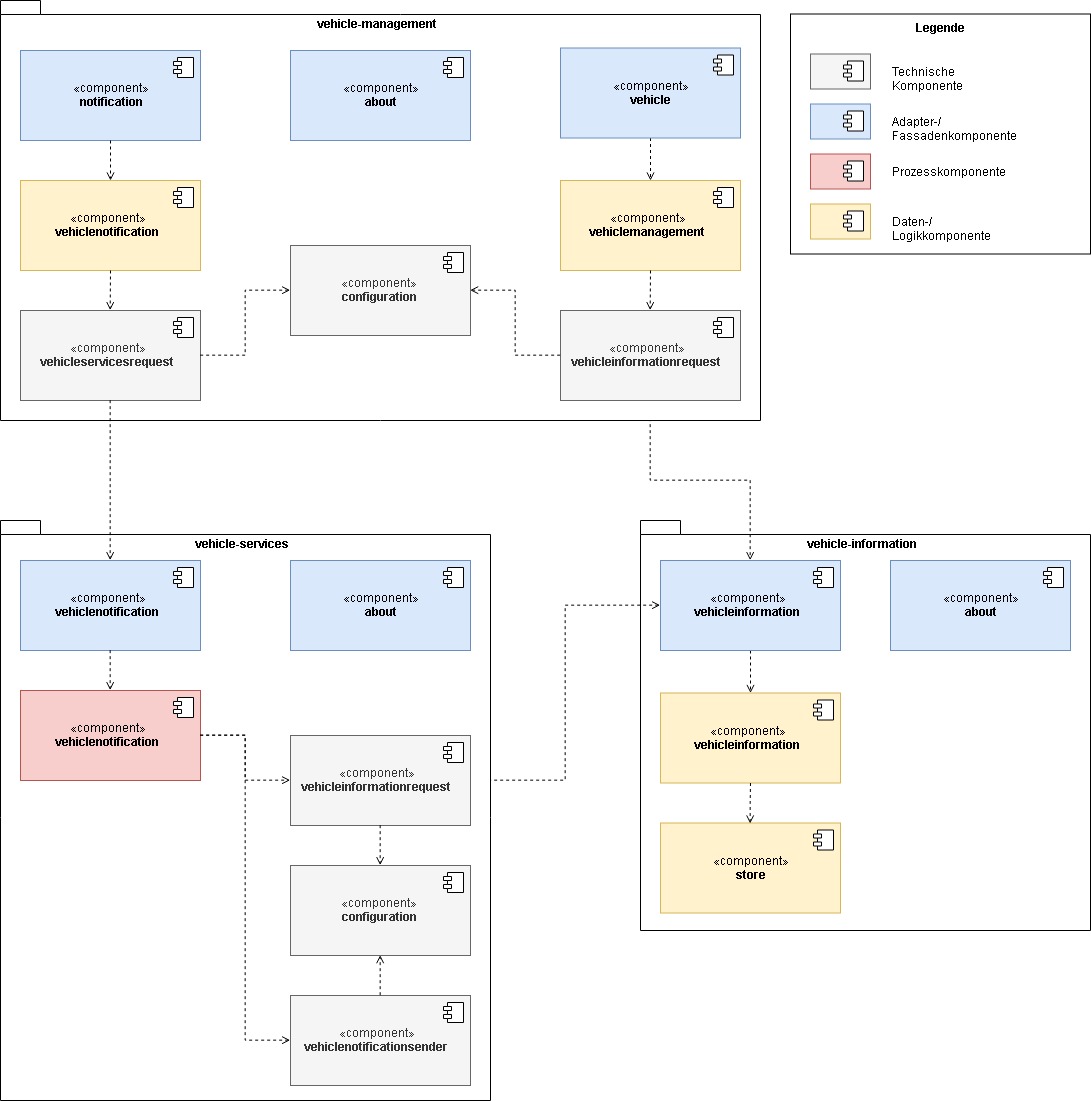 vehicle-management
«component»
notification
«component»
about
«component»
vehicle
«component»
vehiclenotification
«component»
vehiclemanagement
«component»
configuration
«component»
vehicleservicesrequest
«component»
vehicleinformationrequest
Legende
Technische
Komponente
Adapter-/
Fassadenkomponente
Prozesskomponente
Daten-/
Logikkomponente
vehicle-services
«component»
vehiclenotification
«component»
about
«component»
vehiclenotification
«component»
vehicleinformationrequest
«component»
configuration
«component»
vehiclenotificationsender
vehicle-information
«component»
vehicleinformation
«component»
about
«component»
vehicleinformation
«component»
store